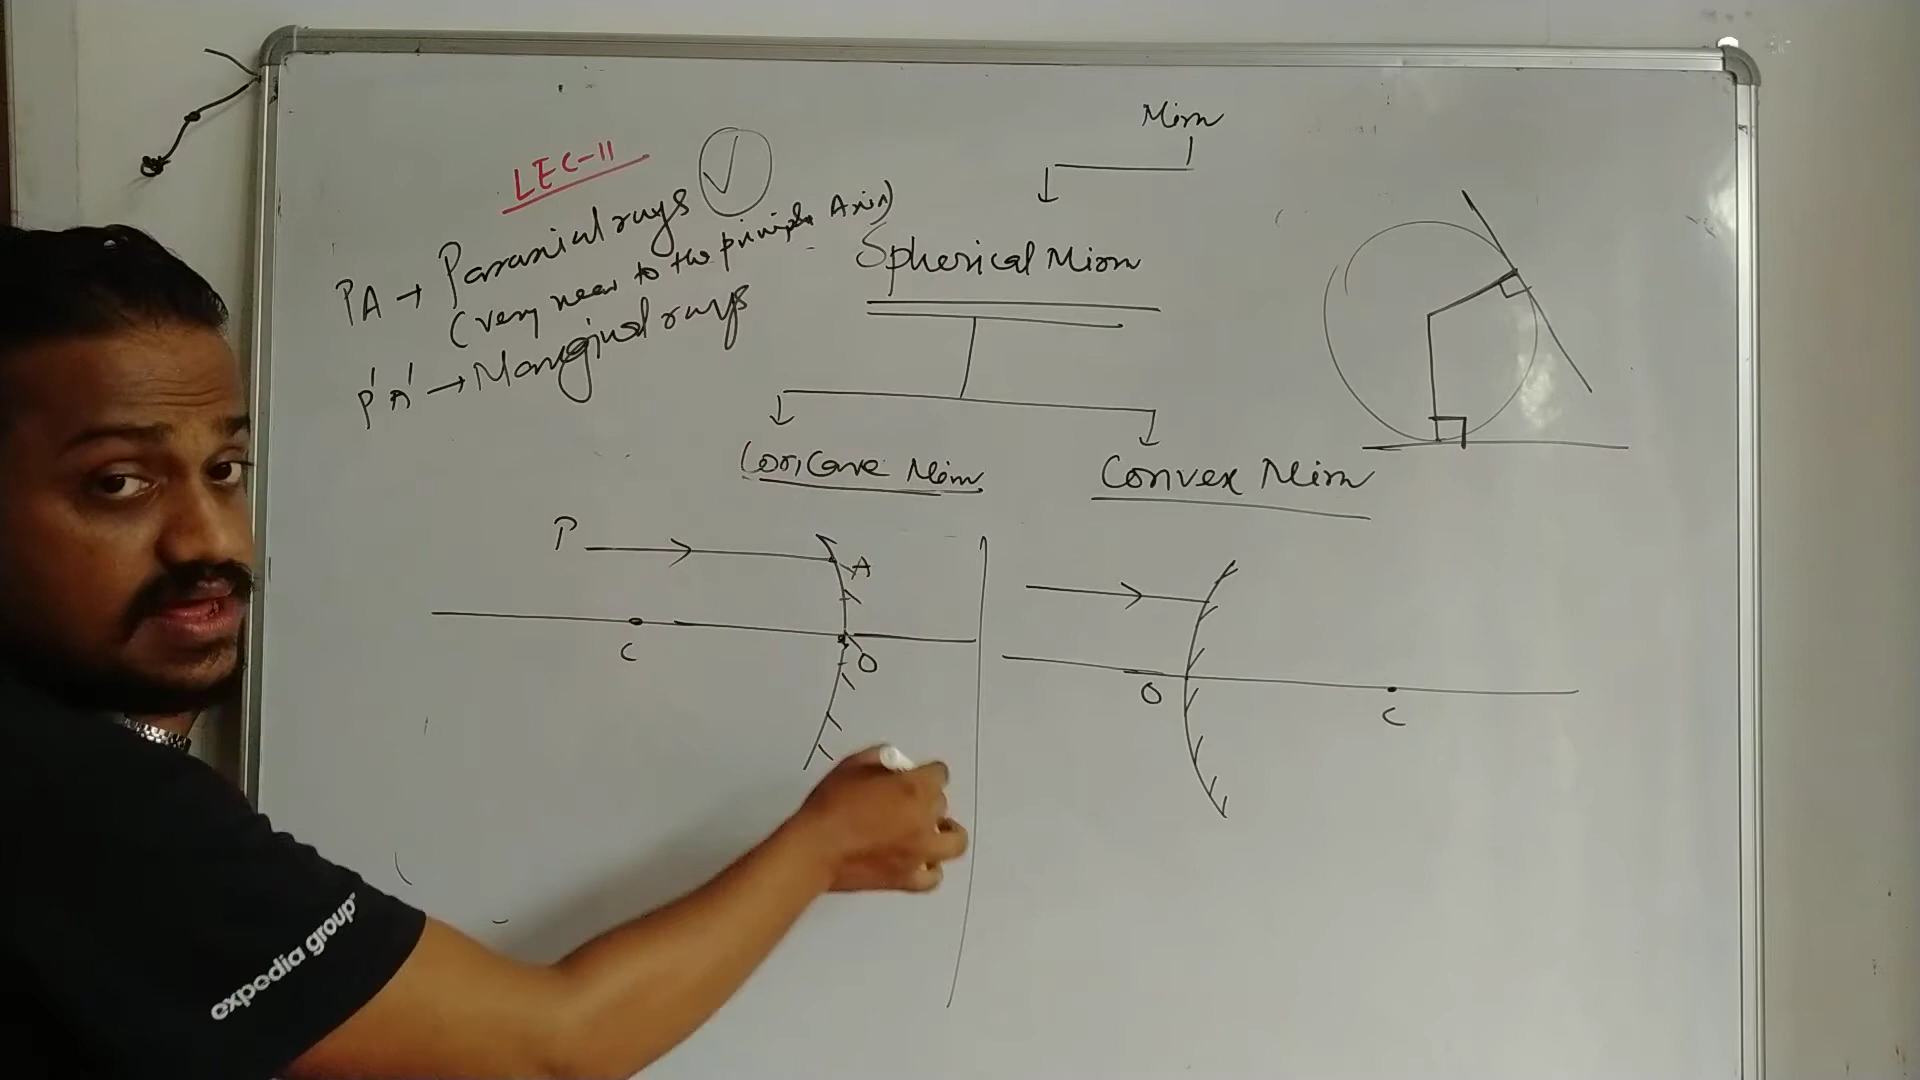 LEC-11
PA → Paraxial rays
(very near to the principle Axis)
P'A' → Marginal rays
Mirror
Spherical Mirror
Concave Mirror
Convex Mirror
P
A
C
O
O
C
expedia group